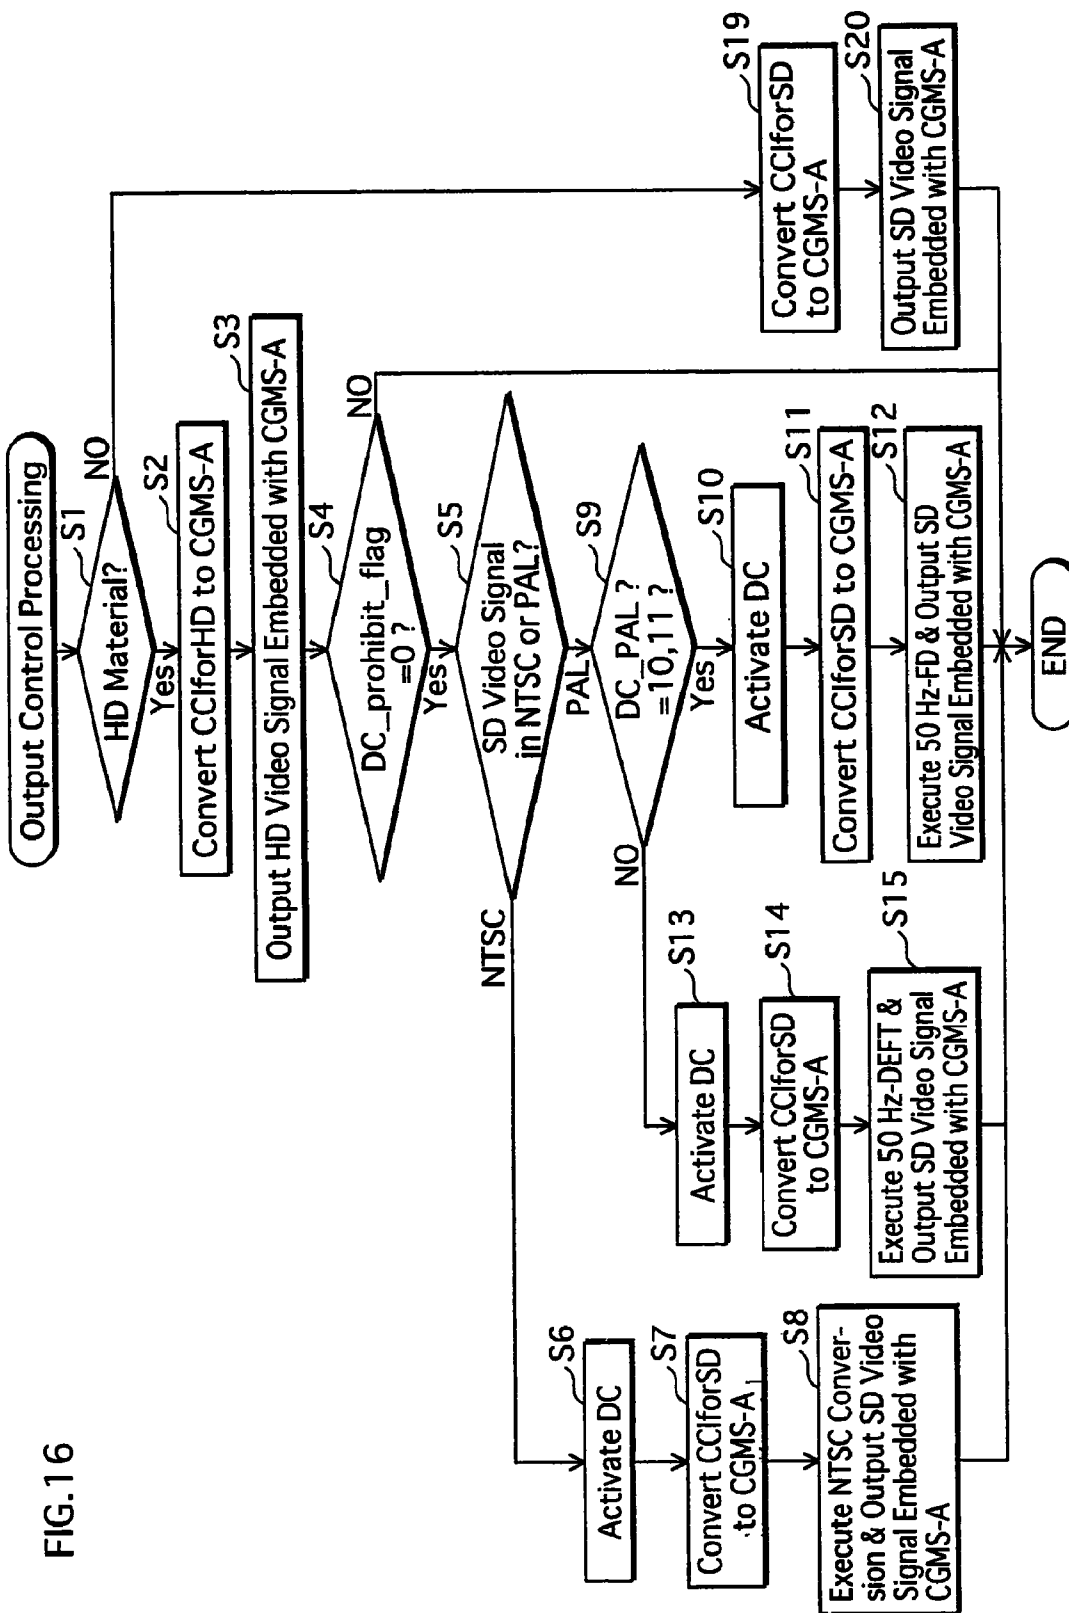 FIG.16
Output Control Processing
S1
HD Material?
NO
Yes
S2
Convert CCIforHD to CGMS-A
S3
Output HD Video Signal Embedded with CGMS-A
S4
DC_prohibit_flag
=0 ?
NO
Yes
S5
SD Video Signal
in NTSC or PAL?
NTSC
PAL
S6
Activate DC
S7
Convert CCIforSD
to CGMS-A
S8
Execute NTSC Conver-
sion & Output SD Video
Signal Embedded with
CGMS-A
S9
DC_PAL ?
=10,11 ?
NO
Yes
S10
Activate DC
S11
Convert CCIforSD to CGMS-A
S12
Execute 50 Hz-FD & Output SD
Video Signal Embedded with CGMS-A
S13
Activate DC
S14
Convert CCIforSD
to CGMS-A
S15
Execute 50 Hz-DEFT &
Output SD Video Signal
Embedded with CGMS-A
S19
Convert CCIforSD
to CGMS-A
S20
Output SD Video Signal
Embedded with CGMS-A
END